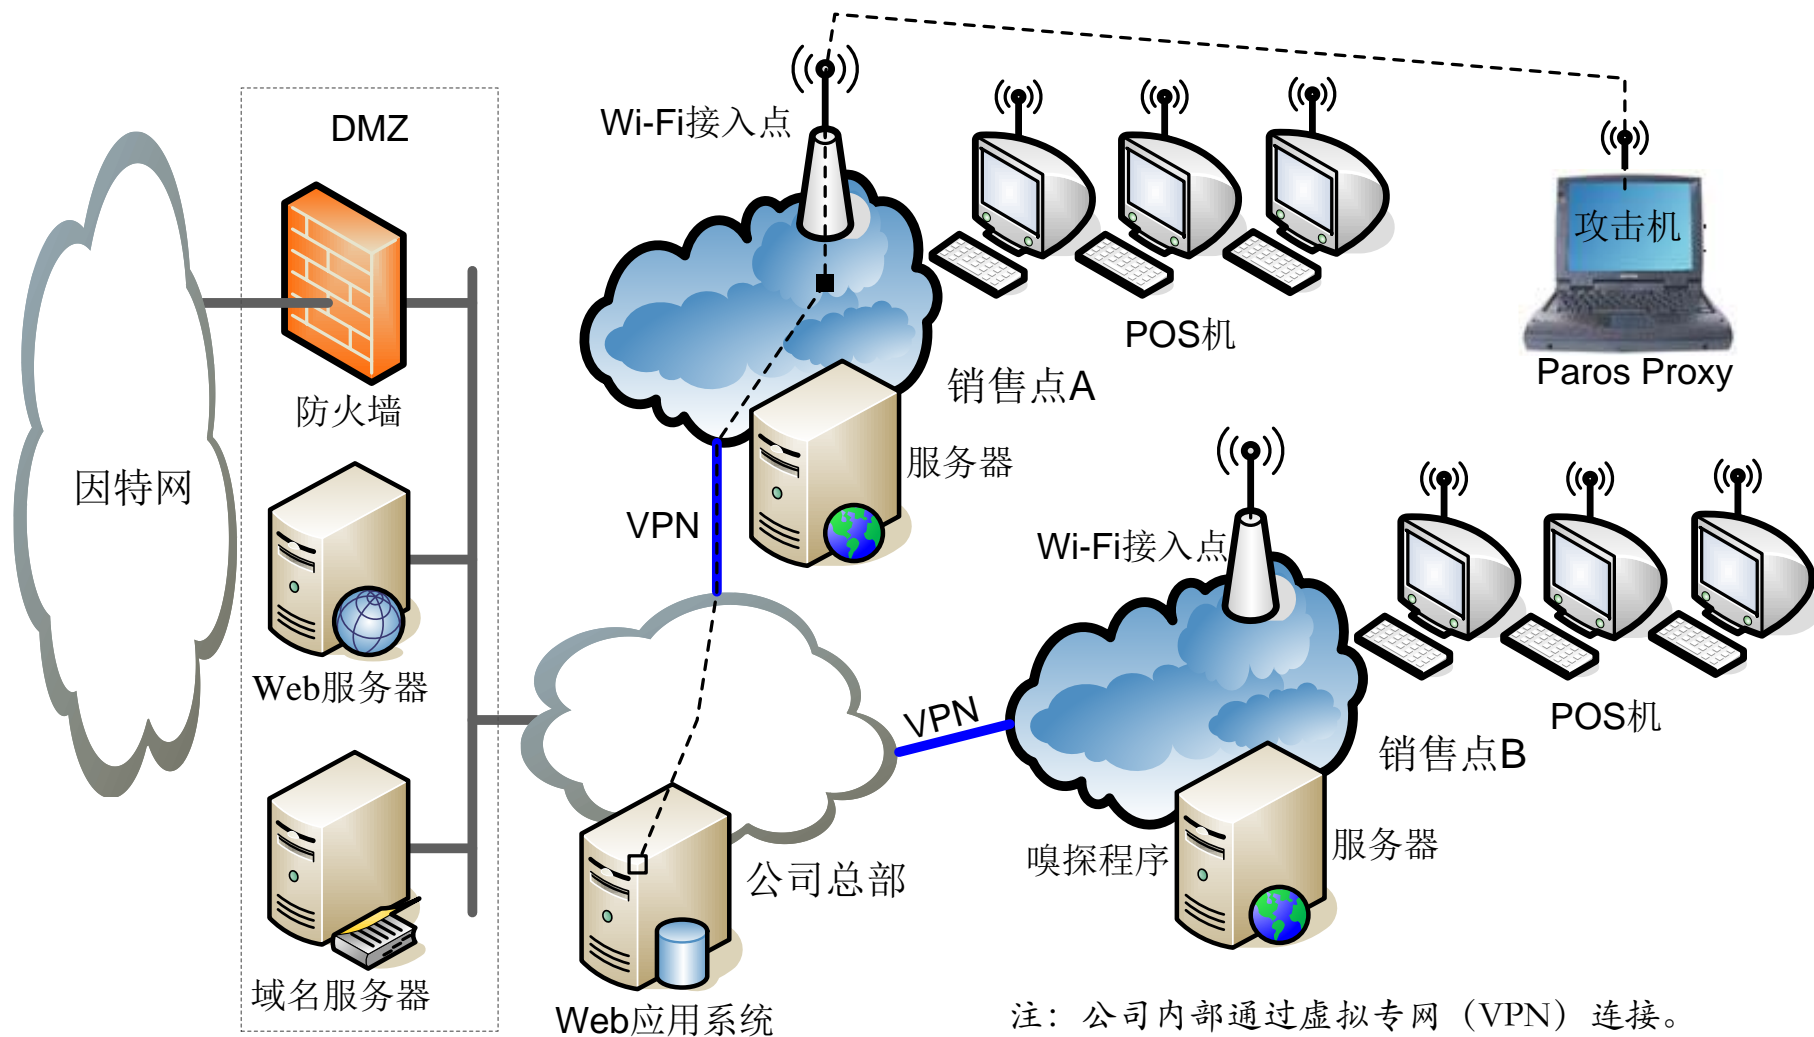 DMZ
因特网
防火墙
Web服务器
域名服务器
Wi-Fi接入点
POS机
攻击机
Paros Proxy
销售点A
服务器
VPN
Wi-Fi接入点
POS机
VPN
销售点B
服务器
嗅探程序
公司总部
Web应用系统
注：公司内部通过虚拟专网（VPN）连接。